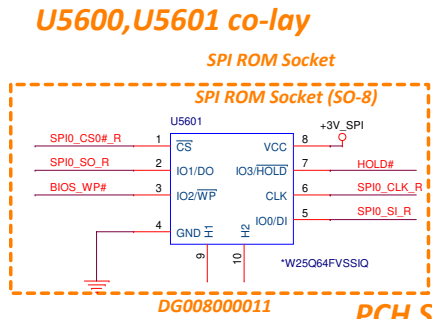 U5600,U5601 co-lay
SPI ROM Socket
SPI ROM Socket (SO-8)
U5601
+3V_SPI
SPI0_CS0#_R 1 CS VCC 8
SPI0_SO_R 2 IO1/DO IO3/HOLD 7 HOLD#
BIOS_WP# 3 IO2/WP CLK 6 SPI0_CLK_R
IO0/DI 5 SPI0_SI_R
4 GND H1 H2
9 10
*W25Q64FVSSIQ
DG008000011
PCH S